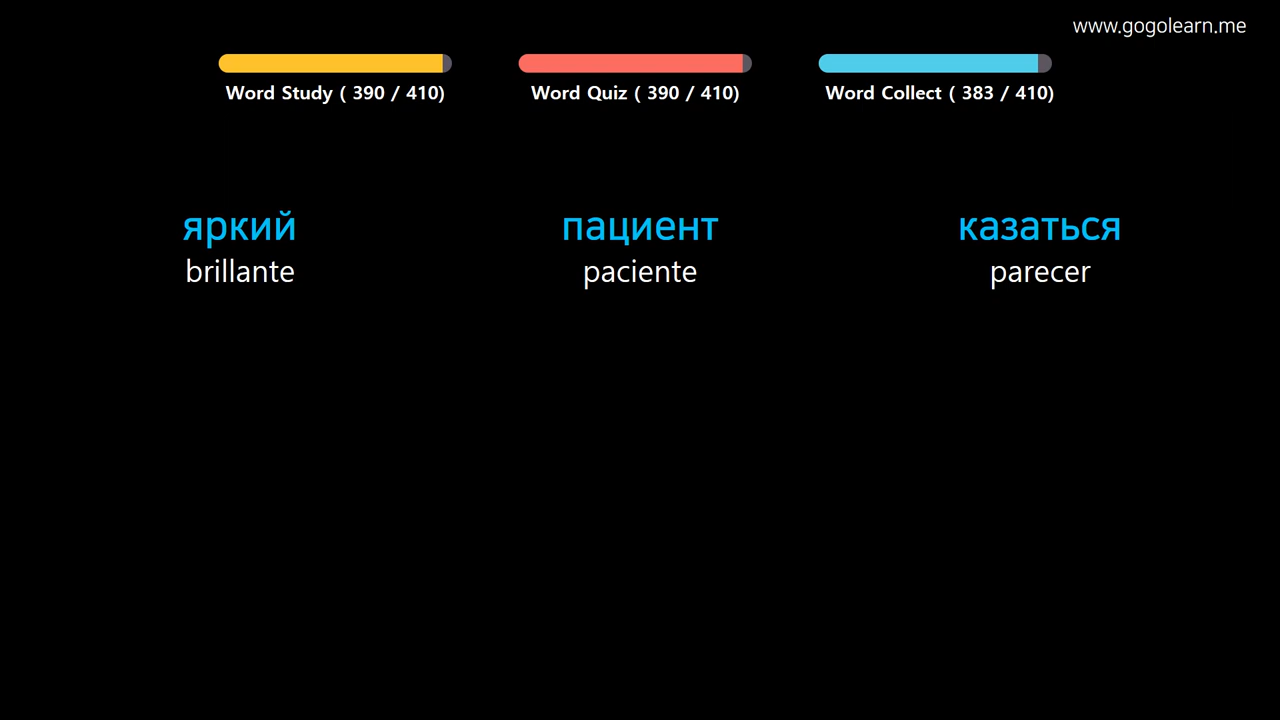 www.gogolearn.me
Word Study ( 390 / 410)
Word Quiz ( 390 / 410)
Word Collect ( 383 / 410)
яркий
brillante
пациент
paciente
казаться
parecer